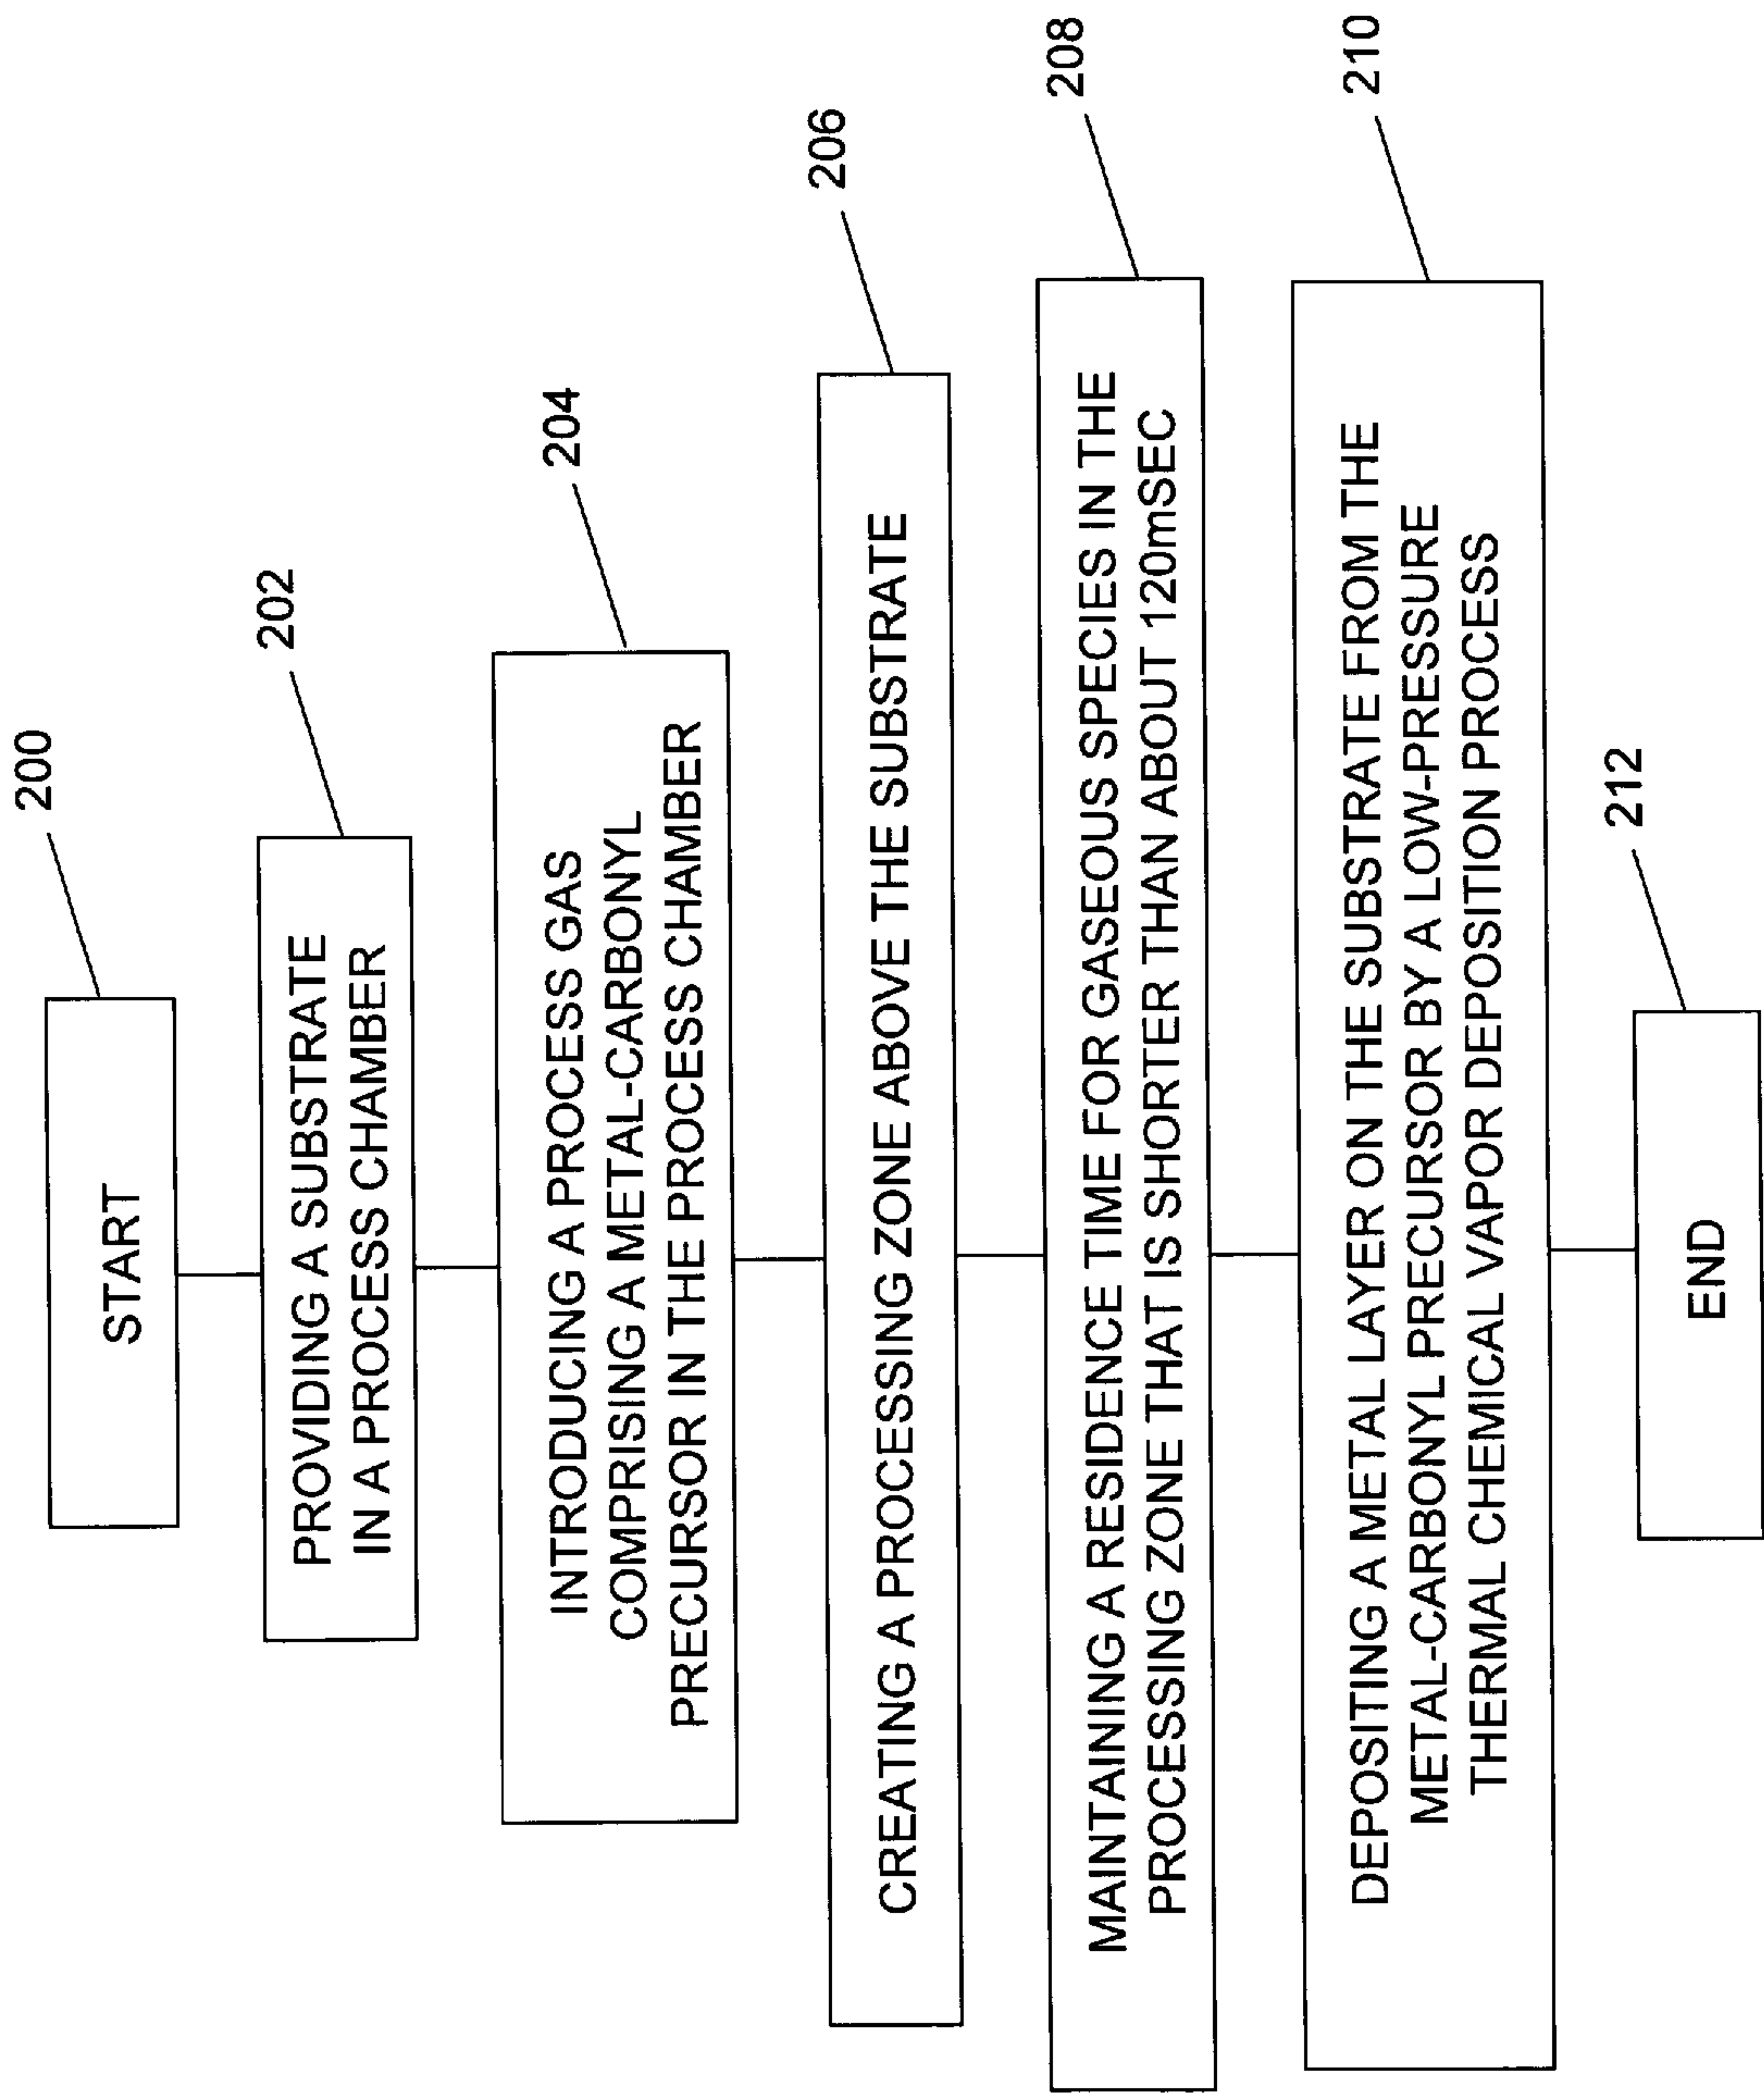 200
START
202
PROVIDING A SUBSTRATE
IN A PROCESS CHAMBER
204
INTRODUCING A PROCESS GAS
COMPRISING A METAL-CARBONYL
PRECURSOR IN THE PROCESS CHAMBER
206
CREATING A PROCESSING ZONE ABOVE THE SUBSTRATE
208
MAINTAINING A RESIDENCE TIME FOR GASEOUS SPECIES IN THE
PROCESSING ZONE THAT IS SHORTER THAN ABOUT 120mSEC
210
DEPOSITING A METAL LAYER ON THE SUBSTRATE FROM THE
METAL-CARBONYL PRECURSOR BY A LOW-PRESSURE
THERMAL CHEMICAL VAPOR DEPOSITION PROCESS
212
END